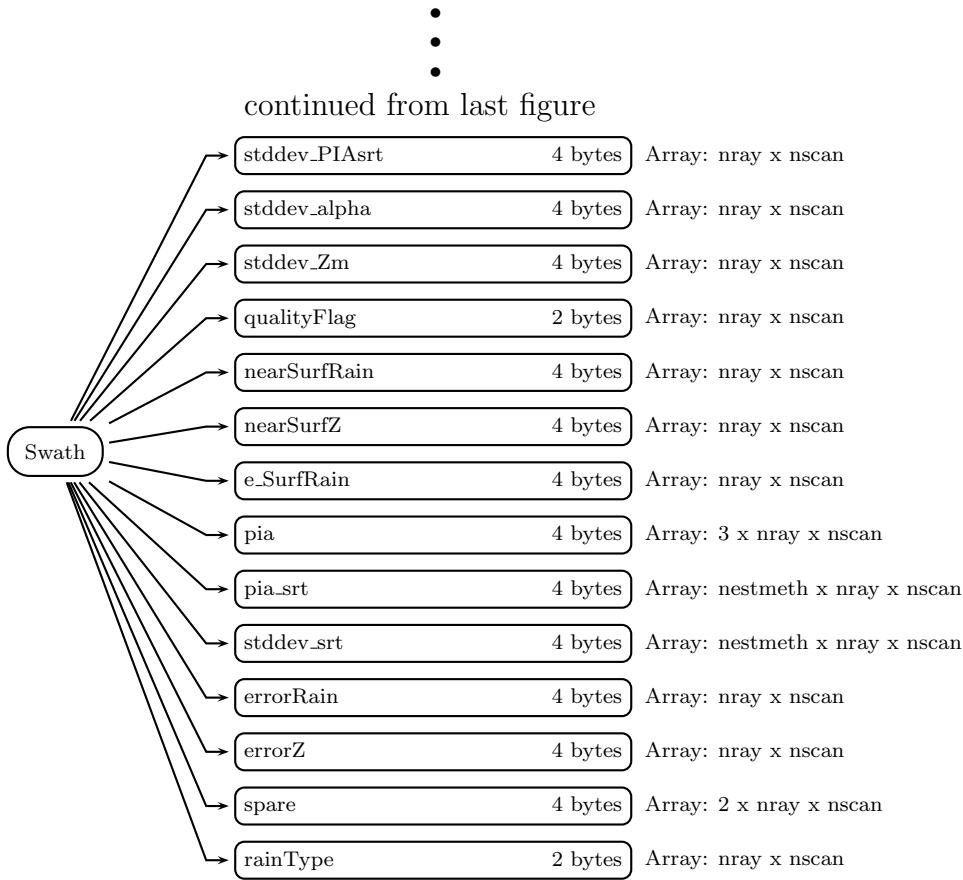 continued from last figure
stddev_PIAsrt 4 bytes Array: nray x nscan
stddev_alpha 4 bytes Array: nray x nscan
stddev_Zm 4 bytes Array: nray x nscan
qualityFlag 2 bytes Array: nray x nscan
nearSurfRain 4 bytes Array: nray x nscan
nearSurfZ 4 bytes Array: nray x nscan
Swath
e_SurfRain 4 bytes Array: nray x nscan
pia 4 bytes Array: 3 x nray x nscan
pia_srt 4 bytes Array: nestmeth x nray x nscan
stddev_srt 4 bytes Array: nestmeth x nray x nscan
errorRain 4 bytes Array: nray x nscan
errorZ 4 bytes Array: nray x nscan
spare 4 bytes Array: 2 x nray x nscan
rainType 2 bytes Array: nray x nscan